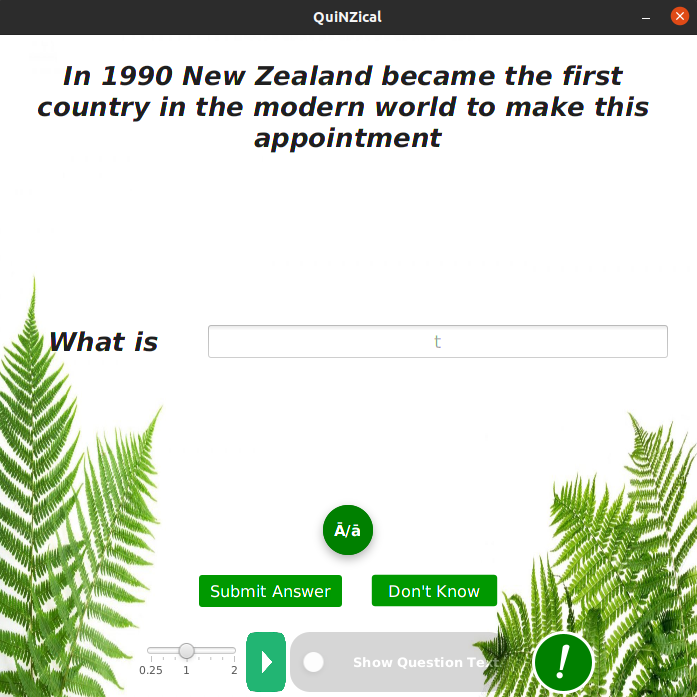 QuiNZical
In 1990 New Zealand became the first
country in the modern world to make this
appointment
What is
t
Ā/ā
Submit Answer
Don't Know
0.25
1
2
Show Question Text
!